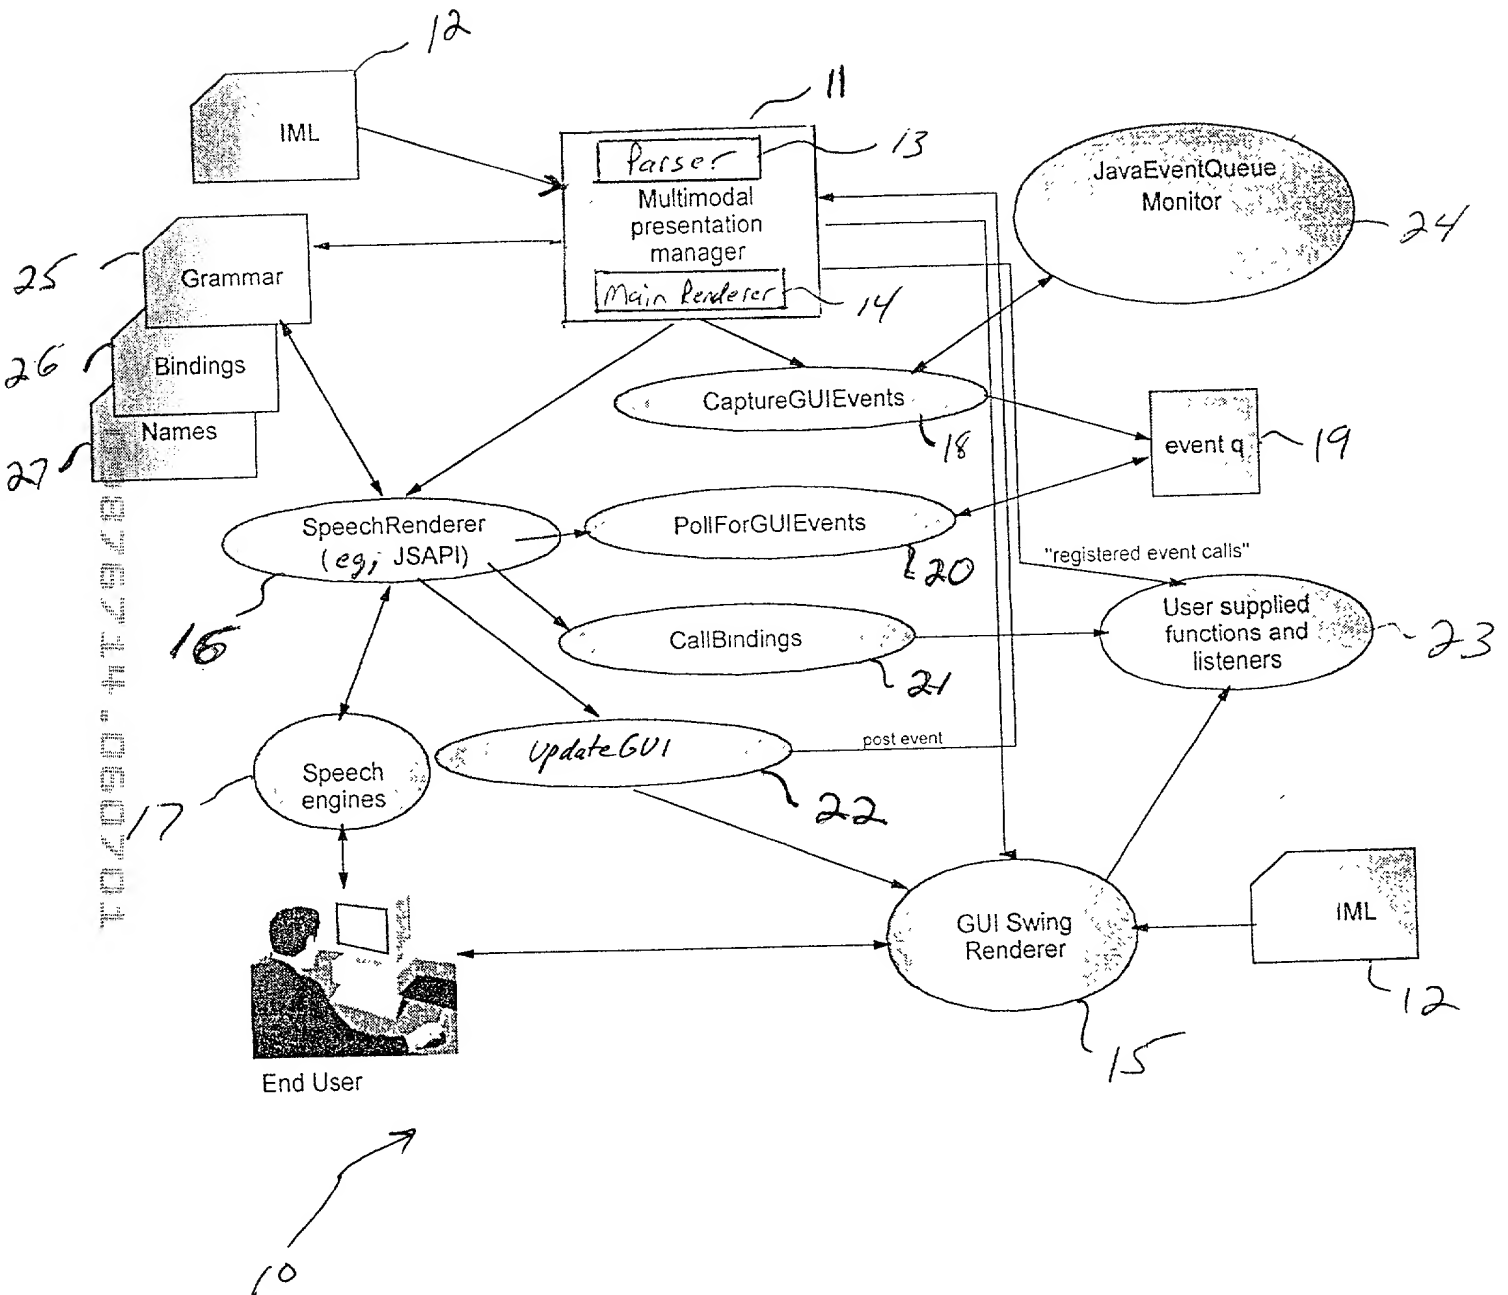 12
IML
11
Parser
13
Multimodal
presentation
manager
Main Renderer
14
JavaEventQueue
Monitor
24
25
Grammar
26
Bindings
Names
27
CaptureGUIEvents
18
event q
19
SpeechRenderer
(eg; JSAPI)
16
PollForGUIEvents
20
"registered event calls"
User supplied
functions and
listeners
23
CallBindings
21
UpdateGUI
post event
22
Speech
engines
17
GUI Swing
Renderer
15
IML
12
End User
10